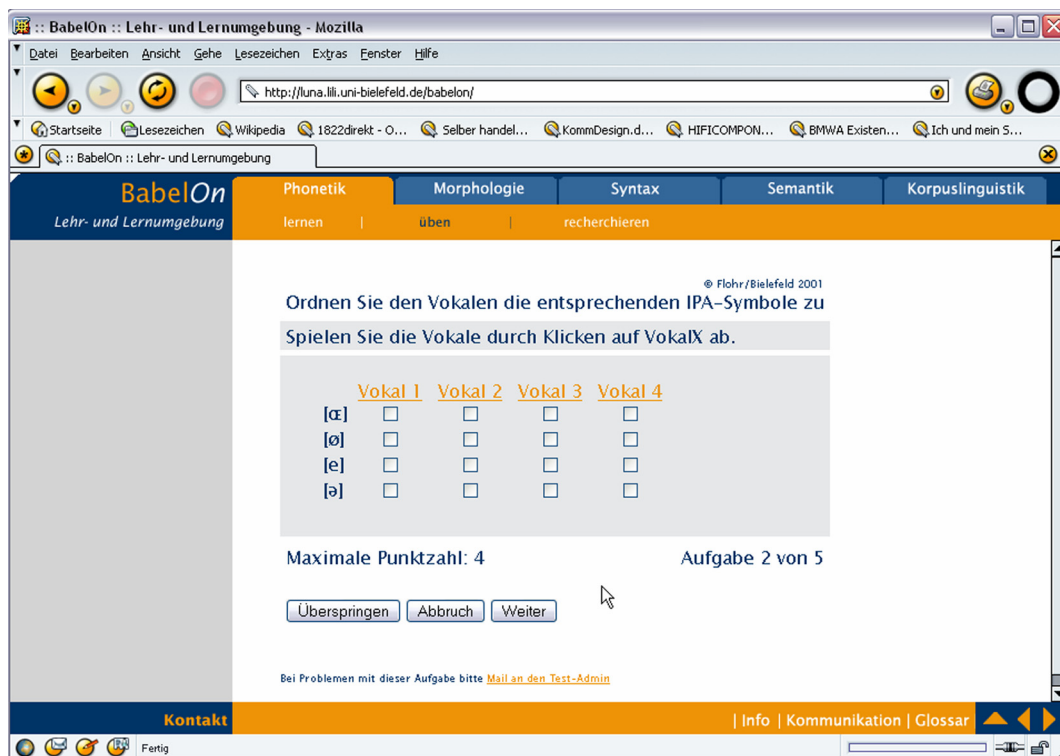 :: BabelOn :: Lehr- und Lernumgebung - Mozilla
Datei Bearbeiten Ansicht Gehe Lesezeichen Extras Fenster Hilfe
http://luna.lili.uni-bielefeld.de/babelon/
Startseite Lesezeichen Wikipedia 1822direkt - O... Selber handel... KommDesign.d... HIFICOMPON... BMWA Existen... Ich und mein S...
:: BabelOn :: Lehr- und Lernumgebung
BabelOn Phonetik Morphologie Syntax Semantik Korpuslinguistik
Lehr- und Lernumgebung lernen | üben | recherchieren
© Flohr/Bielefeld 2001
Ordnen Sie den Vokalen die entsprechenden IPA-Symbole zu
Spielen Sie die Vokale durch Klicken auf VokalX ab.
Vokal 1 Vokal 2 Vokal 3 Vokal 4
[Œ]
[ø]
[e]
[ə]
Maximale Punktzahl: 4 Aufgabe 2 von 5
Überspringen Abbruch Weiter
Bei Problemen mit dieser Aufgabe bitte Mail an den Test-Admin
Kontakt | Info | Kommunikation | Glossar
Fertig